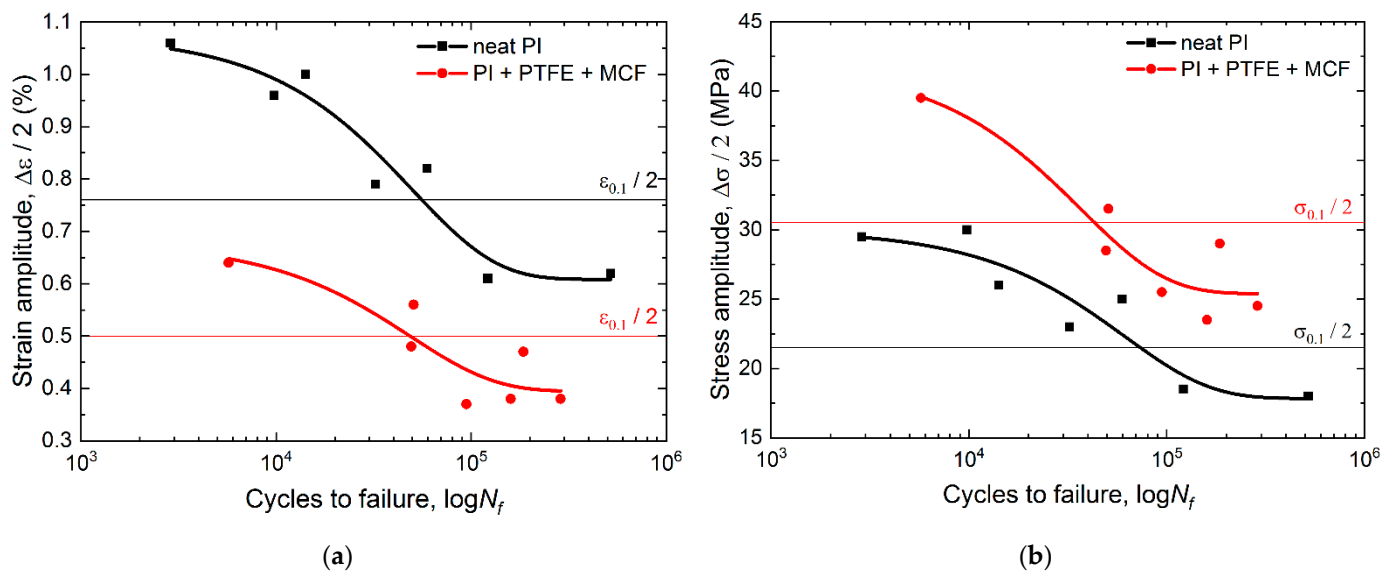 1.1
1.0
0.9
0.8
0.7
0.6
0.5
0.4
0.3
Strain amplitude, Δε / 2 (%)
neat PI
PI + PTFE + MCF
ε0.1 / 2
ε0.1 / 2
10³ 10⁴ 10⁵ 10⁶
Cycles to failure, logNf
(a)
45
40
35
30
25
20
15
Stress amplitude, Δσ / 2 (MPa)
neat PI
PI + PTFE + MCF
σ0.1 / 2
σ0.1 / 2
10³ 10⁴ 10⁵ 10⁶
Cycles to failure, logNf
(b)